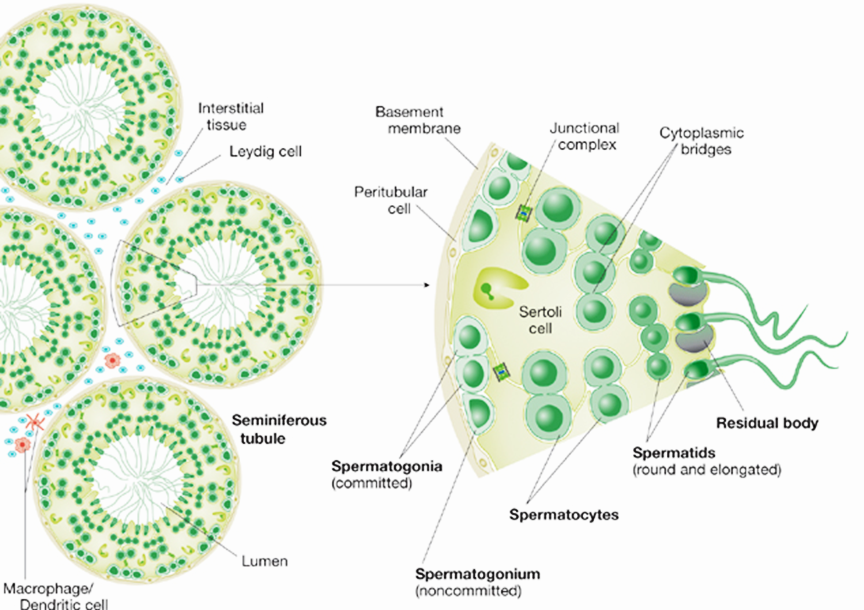 Interstitial
tissue
Leydig cell
Basement
membrane
Peritubular
cell
Junctional
complex
Cytoplasmic
bridges
Sertoli
cell
Residual body
Spermatids
(round and elongated)
Spermatocytes
Spermatogonia
(committed)
Spermatogonium
(noncommitted)
Seminiferous
tubule
Lumen
Macrophage/
Dendritic cell